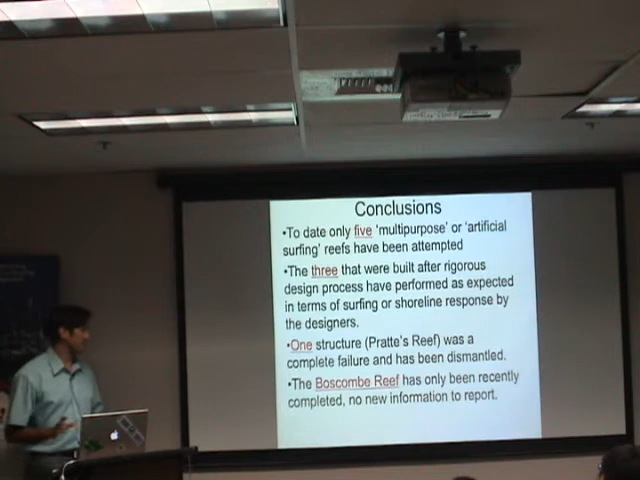 Conclusions
•To date only five 'multipurpose' or 'artificial
surfing' reefs have been attempted
•The three that were built after rigorous
design process have performed as expected
in terms of surfing or shoreline response by
the designers.
•One structure (Pratte's Reef) was a
complete failure and has been dismantled.
•The Boscombe Reef has only been recently
completed, no new information to report.